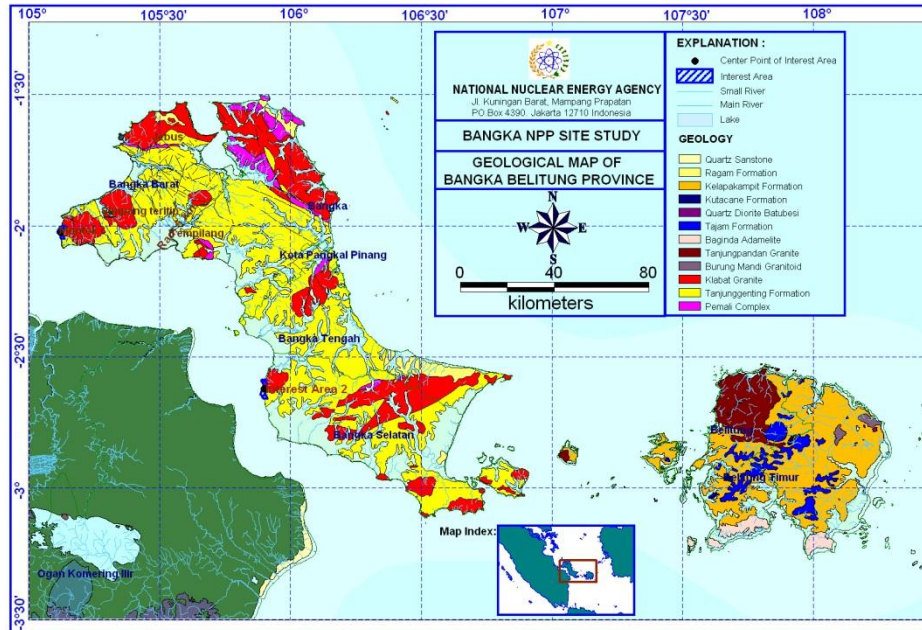 105°
105°30'
106°
106°30'
107°
107°30'
108°
-1°30'
-2°
-2°30'
-3°
-3°30'
NATIONAL NUCLEAR ENERGY AGENCY
Jl. Kuningan Barat, Mampang Prapatan
PO.Box 4390. Jakarta 12710 Indonesia
BANGKA NPP SITE STUDY
GEOLOGICAL MAP OF
BANGKA BELITUNG PROVINCE
N
W E
S
0 40 80
kilometers
EXPLANATION :
Center Point of Interest Area
Interest Area
Small River
Main River
Lake
GEOLOGY
Quartz Sanstone
Ragam Formation
Kelapakampit Formation
Kutacane Formation
Quartz Diorite Batubesi
Tajam Formation
Baginda Adamelite
Tanjungpandan Granite
Burung Mandi Granitoid
Klabat Granite
Tanjunggenting Formation
Pemali Complex
Bangka Barat
Bangka
Kota Pangkal Pinang
Bangka Tengah
Interest Area 2
Bangka Selatan
Belitung
Belitung Timur
Ogan Komering Ilir
Map Index: